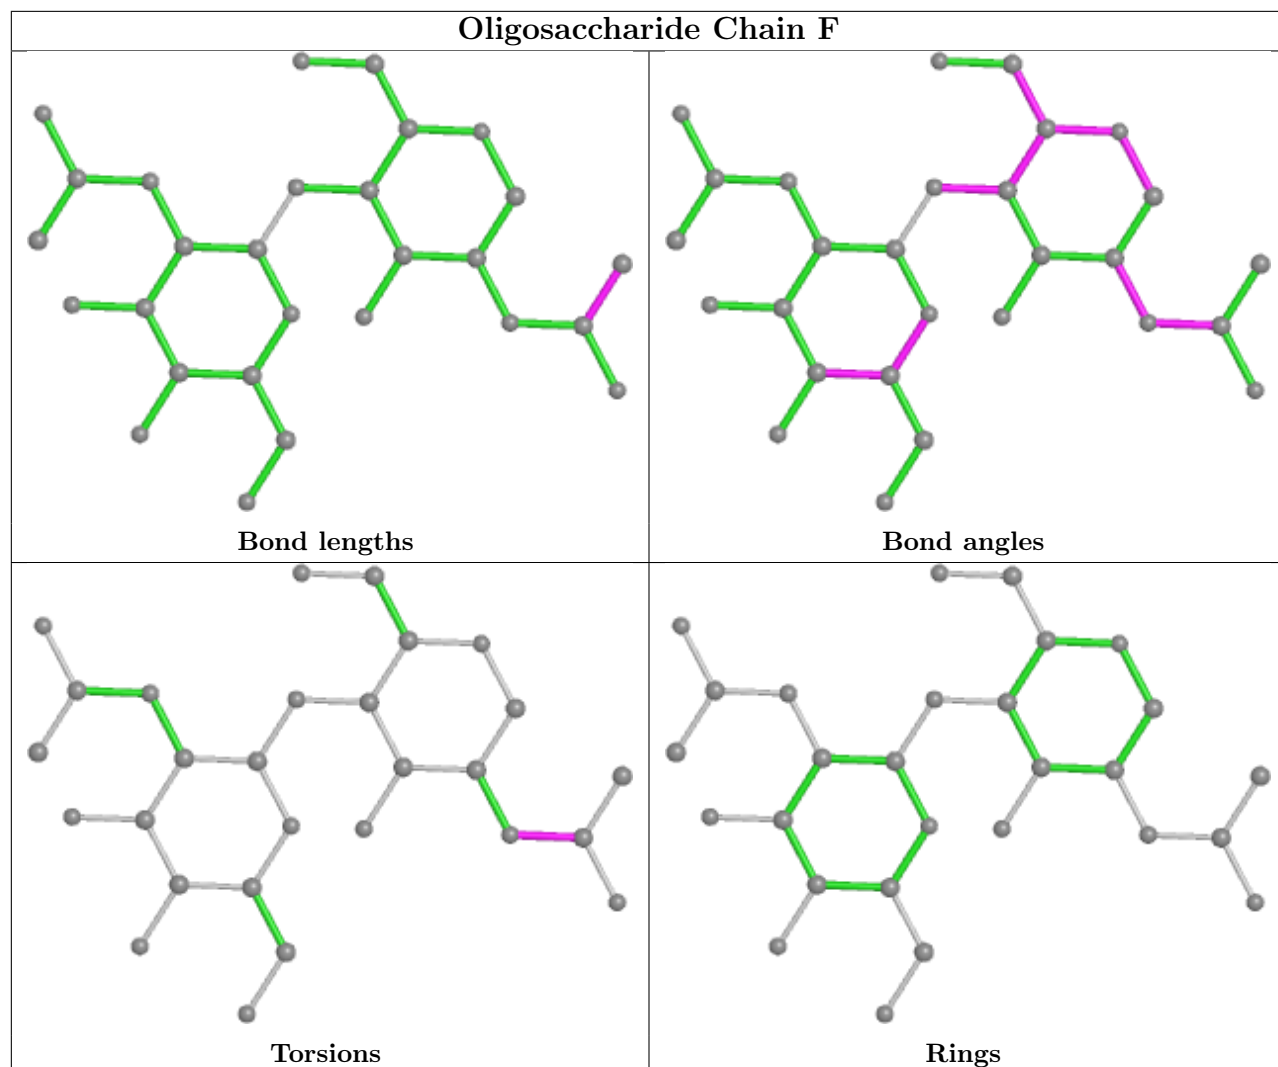 Oligosaccharide Chain F
Bond lengths
Bond angles
Torsions
Rings